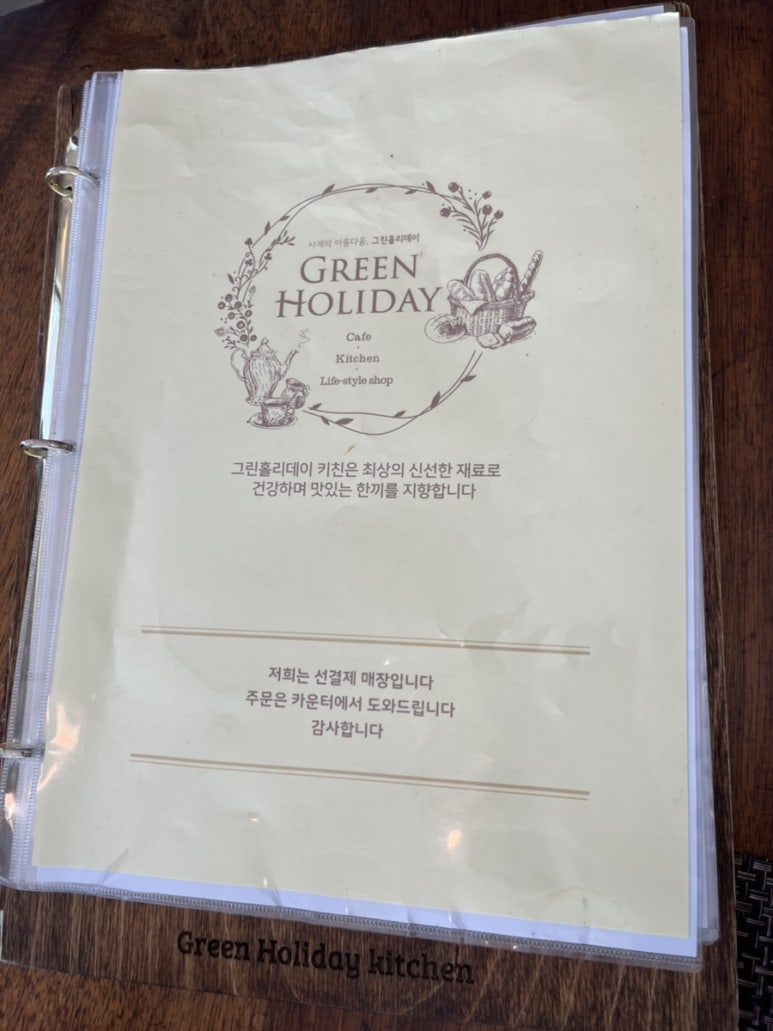 사계의 아름다움, 그린홀리데이
GREEN
HOLIDAY
Cafe
Kitchen
Life-style shop
그린홀리데이 키친은 최상의 신선한 재료로
건강하며 맛있는 한끼를 지향합니다
저희는 선결제 매장입니다
주문은 카운터에서 도와드립니다
감사합니다
Green Holiday kitchen